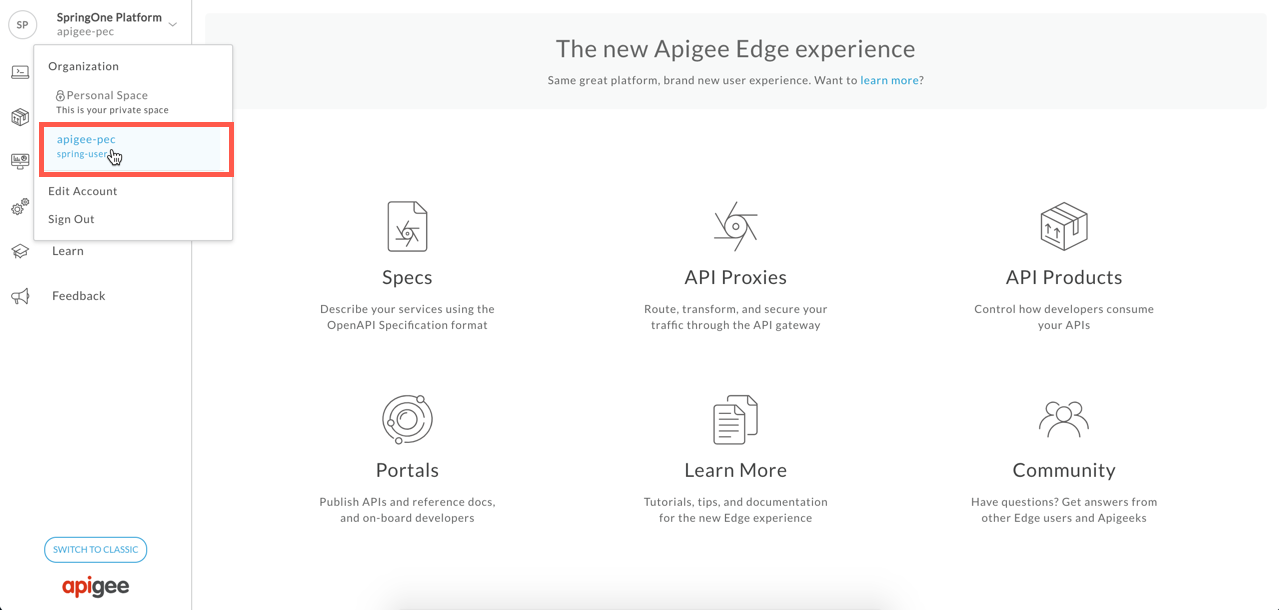 SP
SpringOne Platform
apigee-pec
Organization
Personal Space
This is your private space
apigee-pec
spring-user
Edit Account
Sign Out
Learn
Feedback
SWITCH TO CLASSIC
apigee
The new Apigee Edge experience
Same great platform, brand new user experience. Want to learn more?
Specs
Describe your services using the
OpenAPI Specification format
API Proxies
Route, transform, and secure your
traffic through the API gateway
API Products
Control how developers consume
your APIs
Portals
Publish APIs and reference docs,
and on-board developers
Learn More
Tutorials, tips, and documentation
for the new Edge experience
Community
Have questions? Get answers from
other Edge users and Apigeeks